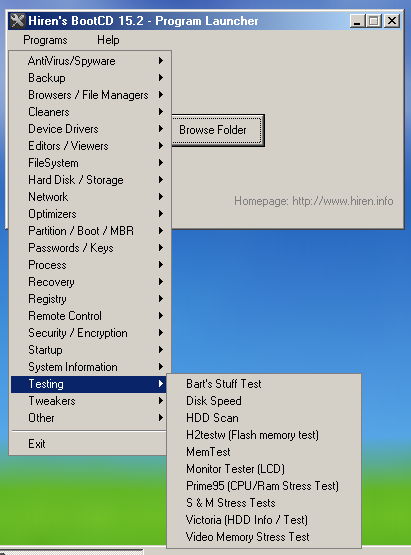 Hiren's BootCD 15.2 - Program Launcher
Programs Help
AntiVirus/Spyware
Backup
Browsers / File Managers
Cleaners
Device Drivers
Editors / Viewers
FileSystem
Hard Disk / Storage
Network
Optimizers
Partition / Boot / MBR
Passwords / Keys
Process
Recovery
Registry
Remote Control
Security / Encryption
Startup
System Information
Testing
Tweakers
Other
Exit
Browse Folder
Homepage: http://www.hiren.info
Bart's Stuff Test
Disk Speed
HDD Scan
H2testw (Flash memory test)
MemTest
Monitor Tester (LCD)
Prime95 (CPU/Ram Stress Test)
S & M Stress Tests
Victoria (HDD Info / Test)
Video Memory Stress Test